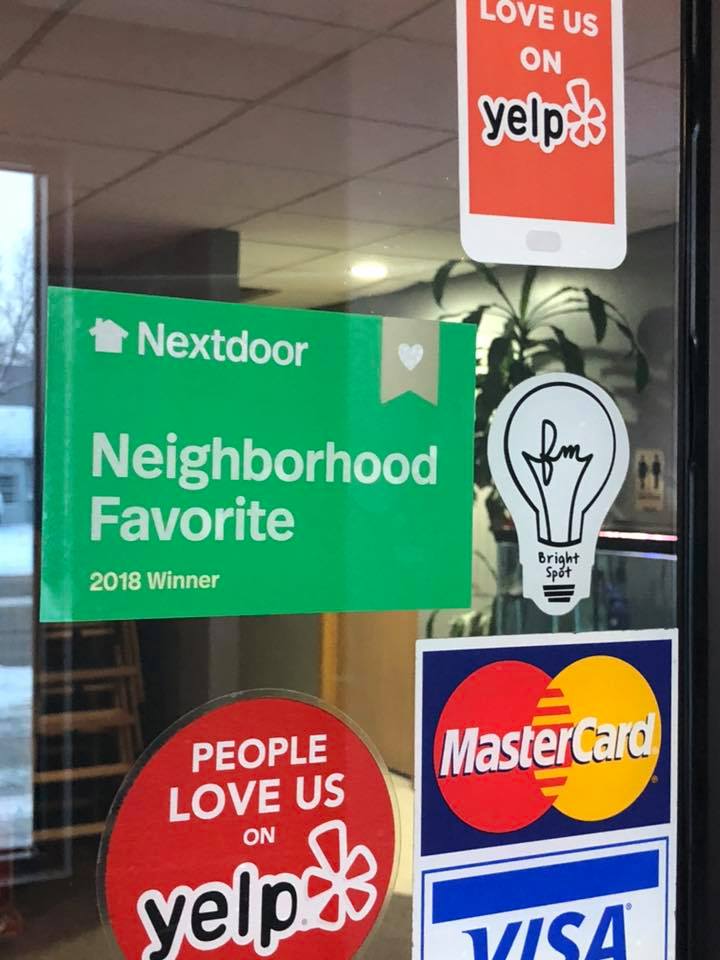 LOVE US
ON
yelp
Nextdoor
Neighborhood
Favorite
2018 Winner
fm
Bright
Spot
MasterCard
PEOPLE
LOVE US
ON
yelp
VISA